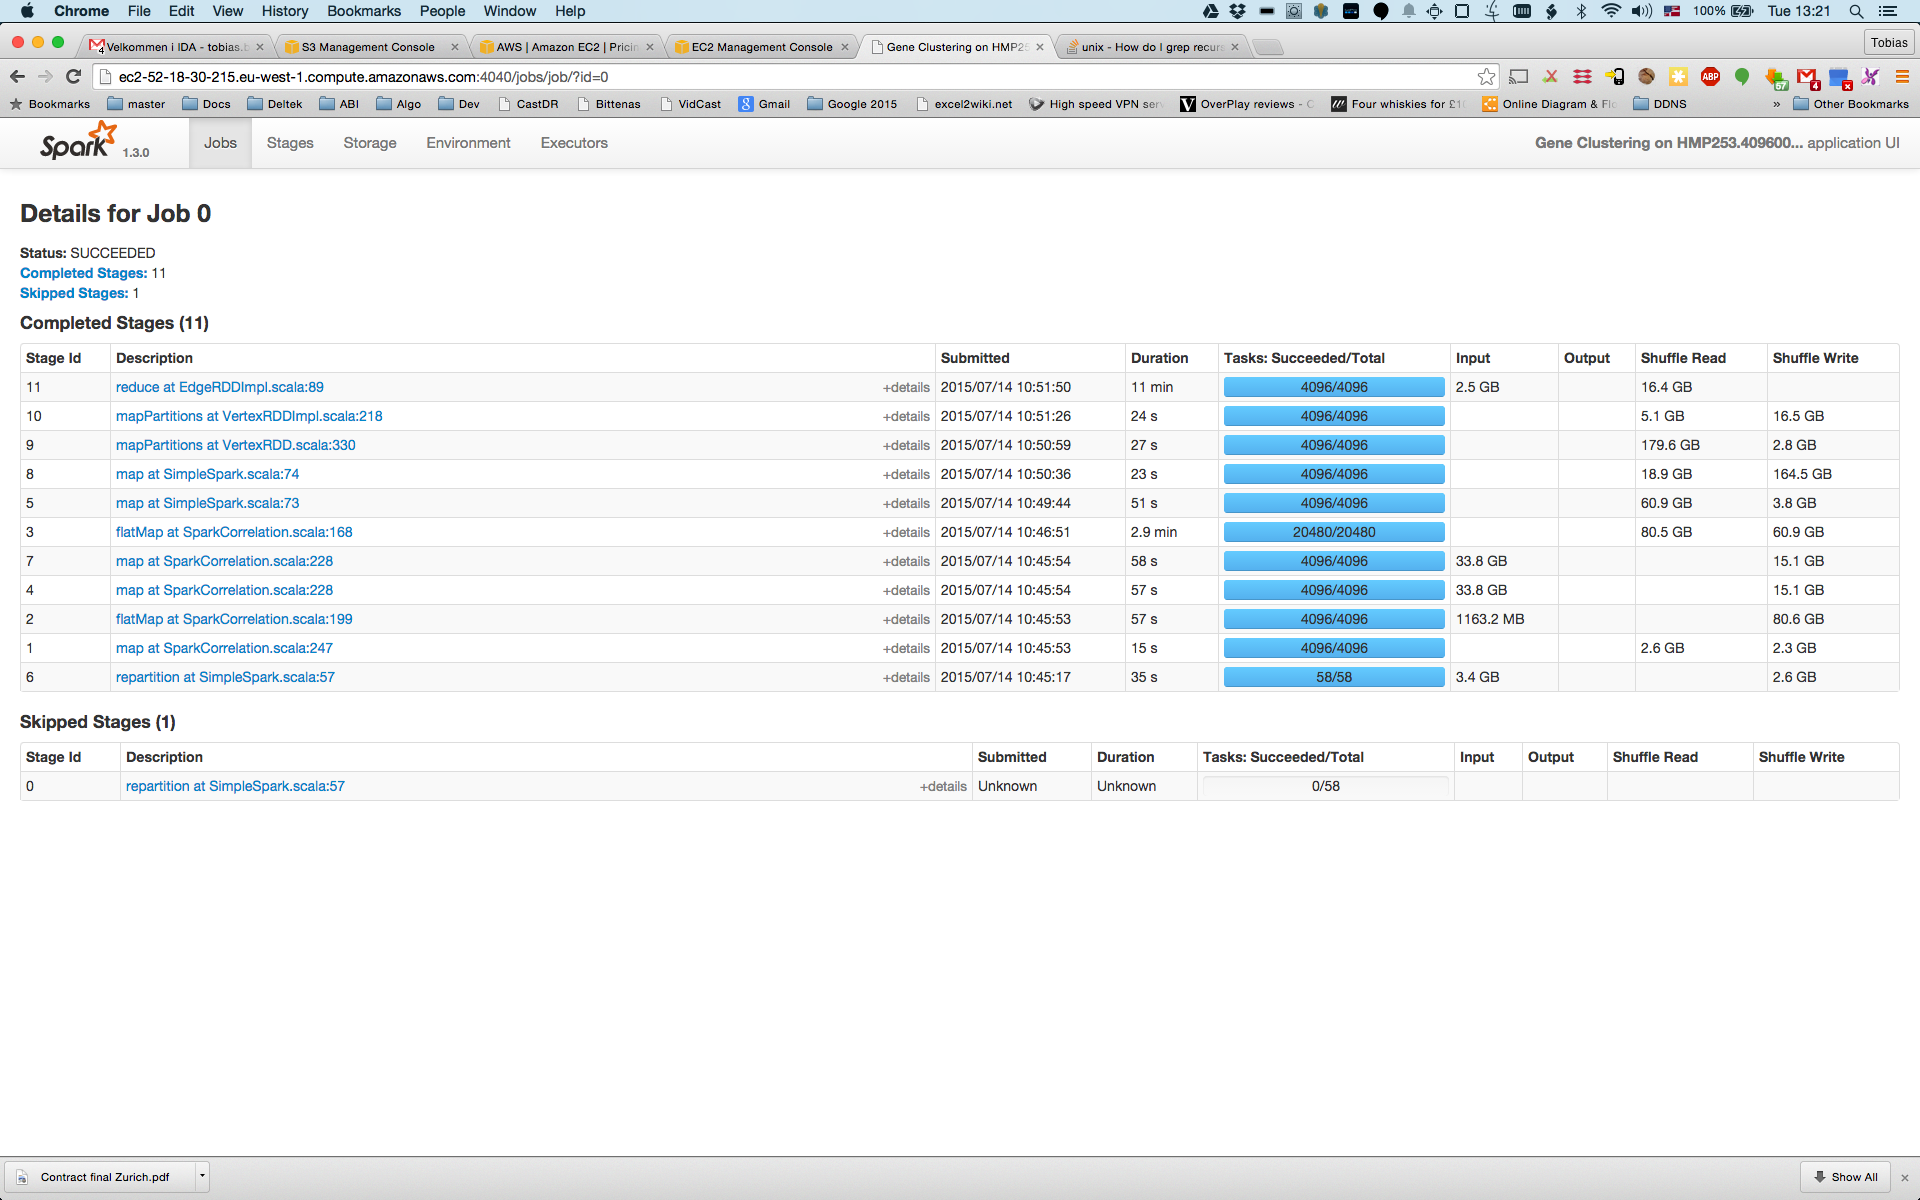 Chrome File Edit View History Bookmarks People Window Help 100% Tue 13:21
Velkommen i IDA - tobias.b S3 Management Console AWS | Amazon EC2 | Pricin EC2 Management Console Gene Clustering on HMP25 unix - How do I grep recurs Tobias
ec2-52-18-30-215.eu-west-1.compute.amazonaws.com:4040/jobs/job/?id=0
Bookmarks master Docs Deltek ABI Algo Dev CastDR Bittenas VidCast Gmail Google 2015 excel2wiki.net High speed VPN serv OverPlay reviews - C Four whiskies for £10 Online Diagram & Flo DDNS » Other Bookmarks
Spark 1.3.0 Jobs Stages Storage Environment Executors Gene Clustering on HMP253.409600... application UI
Details for Job 0
Status: SUCCEEDED
Completed Stages: 11
Skipped Stages: 1
Completed Stages (11)
Stage Id Description Submitted Duration Tasks: Succeeded/Total Input Output Shuffle Read Shuffle Write
11 reduce at EdgeRDDImpl.scala:89 +details 2015/07/14 10:51:50 11 min 4096/4096 2.5 GB 16.4 GB
10 mapPartitions at VertexRDDImpl.scala:218 +details 2015/07/14 10:51:26 24 s 4096/4096 5.1 GB 16.5 GB
9 mapPartitions at VertexRDD.scala:330 +details 2015/07/14 10:50:59 27 s 4096/4096 179.6 GB 2.8 GB
8 map at SimpleSpark.scala:74 +details 2015/07/14 10:50:36 23 s 4096/4096 18.9 GB 164.5 GB
5 map at SimpleSpark.scala:73 +details 2015/07/14 10:49:44 51 s 4096/4096 60.9 GB 3.8 GB
3 flatMap at SparkCorrelation.scala:168 +details 2015/07/14 10:46:51 2.9 min 20480/20480 80.5 GB 60.9 GB
7 map at SparkCorrelation.scala:228 +details 2015/07/14 10:45:54 58 s 4096/4096 33.8 GB 15.1 GB
4 map at SparkCorrelation.scala:228 +details 2015/07/14 10:45:54 57 s 4096/4096 33.8 GB 15.1 GB
2 flatMap at SparkCorrelation.scala:199 +details 2015/07/14 10:45:53 57 s 4096/4096 1163.2 MB 80.6 GB
1 map at SparkCorrelation.scala:247 +details 2015/07/14 10:45:53 15 s 4096/4096 2.6 GB 2.3 GB
6 repartition at SimpleSpark.scala:57 +details 2015/07/14 10:45:17 35 s 58/58 3.4 GB 2.6 GB
Skipped Stages (1)
Stage Id Description Submitted Duration Tasks: Succeeded/Total Input Output Shuffle Read Shuffle Write
0 repartition at SimpleSpark.scala:57 +details Unknown Unknown 0/58
Contract final Zurich.pdf Show All